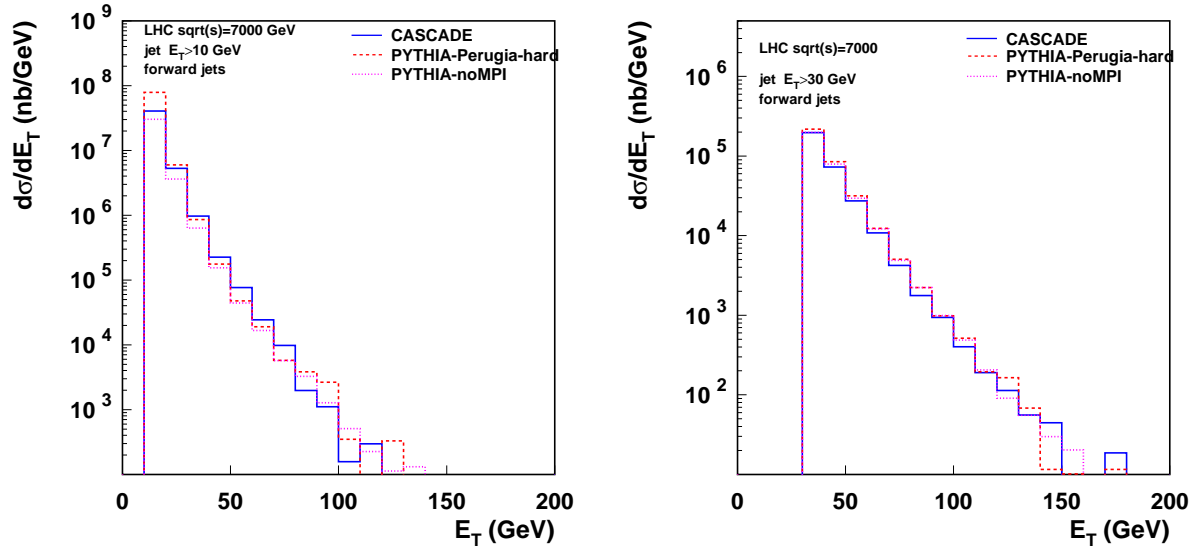 dσ/dE_T (nb/GeV)
10^9
10^8
10^7
10^6
10^5
10^4
10^3
LHC sqrt(s)=7000 GeV
jet E_T>10 GeV
forward jets
CASCADE
PYTHIA-Perugia-hard
PYTHIA-noMPI
0 50 100 150 200
E_T (GeV)
dσ/dE_T (nb/GeV)
10^6
10^5
10^4
10^3
10^2
LHC sqrt(s)=7000
jet E_T>30 GeV
forward jets
CASCADE
PYTHIA-Perugia-hard
PYTHIA-noMPI
0 50 100 150 200
E_T (GeV)